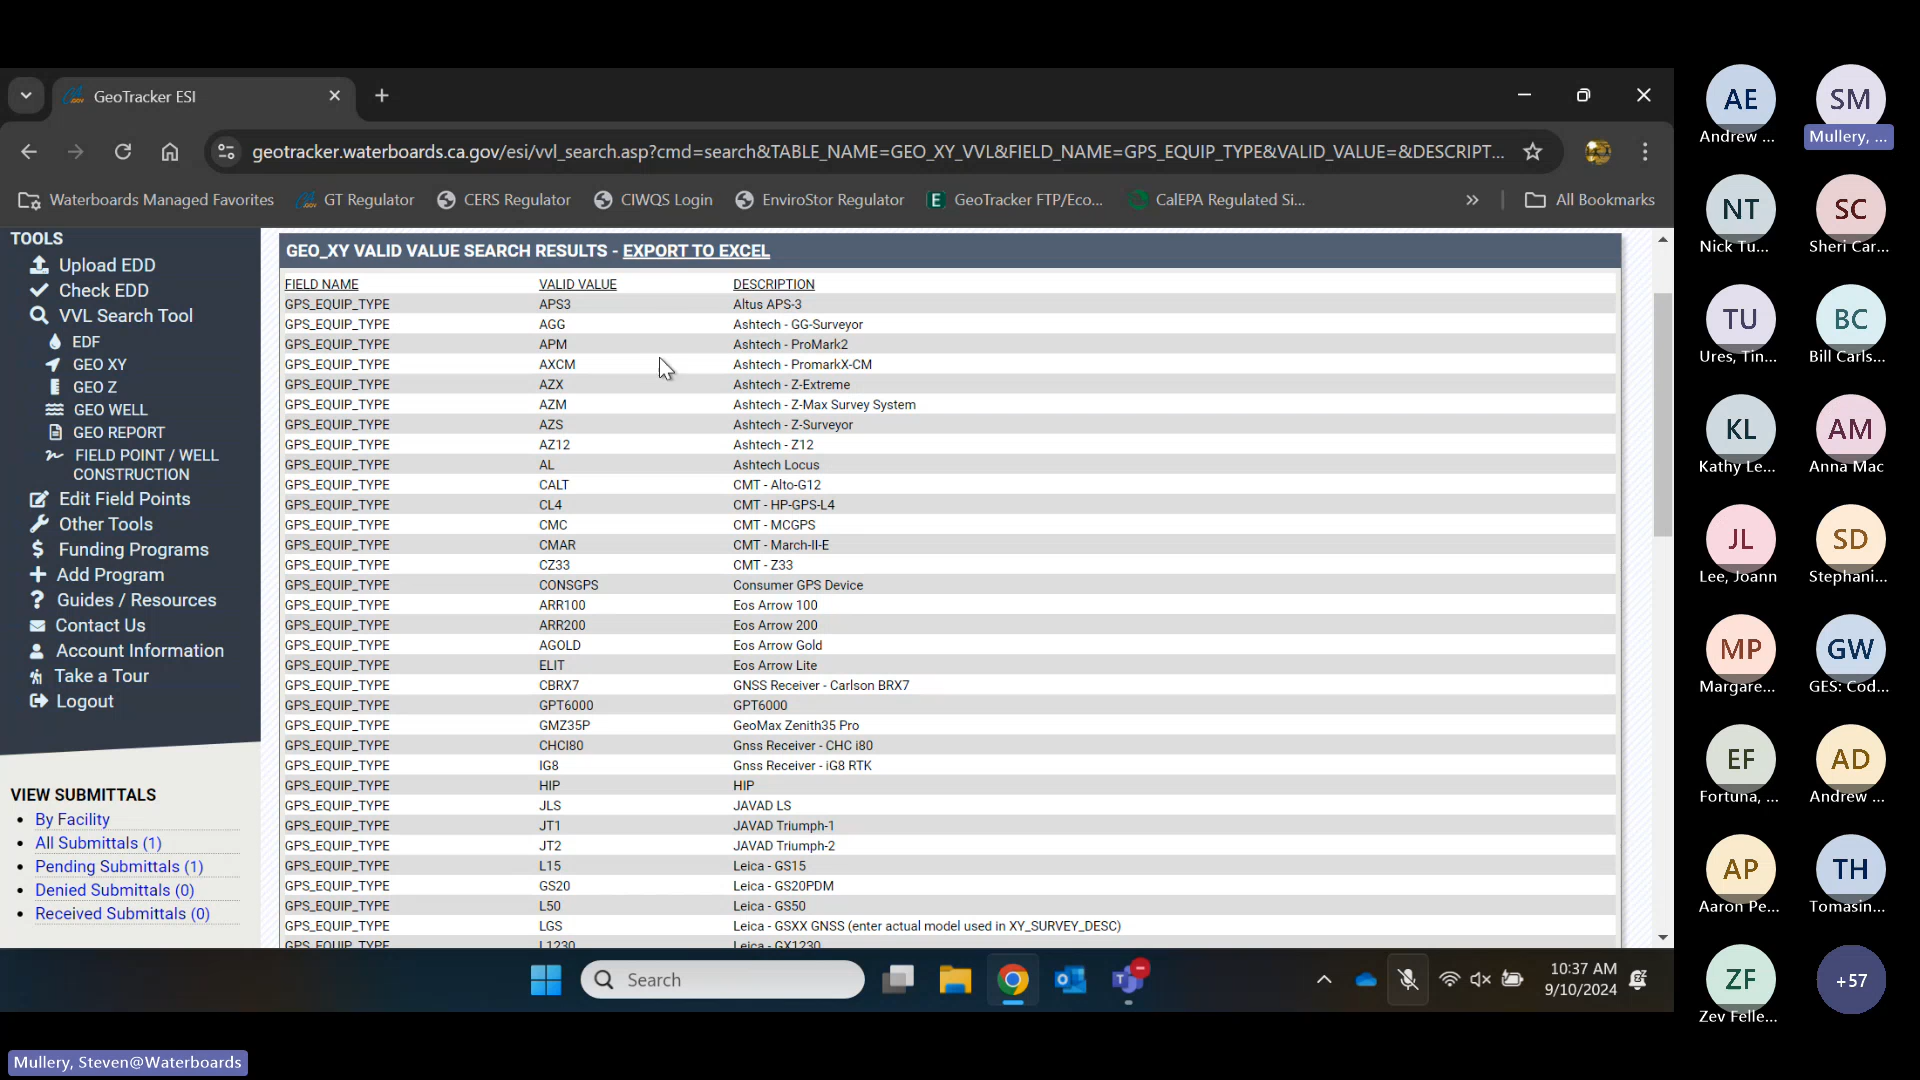 GeoTracker ESI
geotracker.waterboards.ca.gov/esi/vvl_search.asp?cmd=search&TABLE_NAME=GEO_XY_VVL&FIELD_NAME=GPS_EQUIP_TYPE&VALID_VALUE=&DESCRIPT...
Waterboards Managed Favorites GT Regulator CERS Regulator CIWQS Login EnviroStor Regulator GeoTracker FTP/Eco... CalEPA Regulated Si... » All Bookmarks
TOOLS
Upload EDD
Check EDD
VVL Search Tool
EDF
GEO XY
GEO Z
GEO WELL
GEO REPORT
FIELD POINT / WELL
CONSTRUCTION
Edit Field Points
Other Tools
Funding Programs
Add Program
Guides / Resources
Contact Us
Account Information
Take a Tour
Logout
VIEW SUBMITTALS
By Facility
All Submittals (1)
Pending Submittals (1)
Denied Submittals (0)
Received Submittals (0)
GEO_XY VALID VALUE SEARCH RESULTS - EXPORT TO EXCEL
FIELD NAME VALID VALUE DESCRIPTION
GPS_EQUIP_TYPE APS3 Altus APS-3
GPS_EQUIP_TYPE AGG Ashtech - GG-Surveyor
GPS_EQUIP_TYPE APM Ashtech - ProMark2
GPS_EQUIP_TYPE AXCM Ashtech - PromarkX-CM
GPS_EQUIP_TYPE AZX Ashtech - Z-Extreme
GPS_EQUIP_TYPE AZM Ashtech - Z-Max Survey System
GPS_EQUIP_TYPE AZS Ashtech - Z-Surveyor
GPS_EQUIP_TYPE AZ12 Ashtech - Z12
GPS_EQUIP_TYPE AL Ashtech Locus
GPS_EQUIP_TYPE CALT CMT - Alto-G12
GPS_EQUIP_TYPE CL4 CMT - HP-GPS-L4
GPS_EQUIP_TYPE CMC CMT - MCGPS
GPS_EQUIP_TYPE CMAR CMT - March-II-E
GPS_EQUIP_TYPE CZ33 CMT - Z33
GPS_EQUIP_TYPE CONSGPS Consumer GPS Device
GPS_EQUIP_TYPE ARR100 Eos Arrow 100
GPS_EQUIP_TYPE ARR200 Eos Arrow 200
GPS_EQUIP_TYPE AGOLD Eos Arrow Gold
GPS_EQUIP_TYPE ELIT Eos Arrow Lite
GPS_EQUIP_TYPE CBRX7 GNSS Receiver - Carlson BRX7
GPS_EQUIP_TYPE GPT6000 GPT6000
GPS_EQUIP_TYPE GMZ35P GeoMax Zenith35 Pro
GPS_EQUIP_TYPE CHCI80 Gnss Receiver - CHC i80
GPS_EQUIP_TYPE IG8 Gnss Receiver - iG8 RTK
GPS_EQUIP_TYPE HIP HIP
GPS_EQUIP_TYPE JLS JAVAD LS
GPS_EQUIP_TYPE JT1 JAVAD Triumph-1
GPS_EQUIP_TYPE JT2 JAVAD Triumph-2
GPS_EQUIP_TYPE L15 Leica - GS15
GPS_EQUIP_TYPE GS20 Leica - GS20PDM
GPS_EQUIP_TYPE L50 Leica - GS50
GPS_EQUIP_TYPE LGS Leica - GSXX GNSS (enter actual model used in XY_SURVEY_DESC)
GPS_EQUIP_TYPE L1230 Leica - GX1230
Search
10:37 AM
9/10/2024
AE SM
Andrew ... Mullery, ...
NT SC
Nick Tu... Sheri Car...
TU BC
Ures, Tin... Bill Carls...
KL AM
Kathy Le... Anna Mac
JL SD
Lee, Joann Stephani...
MP GW
Margare... GES: Cod...
EF AD
Fortuna, ... Andrew ...
AP TH
Aaron Pe... Tomasin...
ZF +57
Zev Felle...
Mullery, Steven@Waterboards